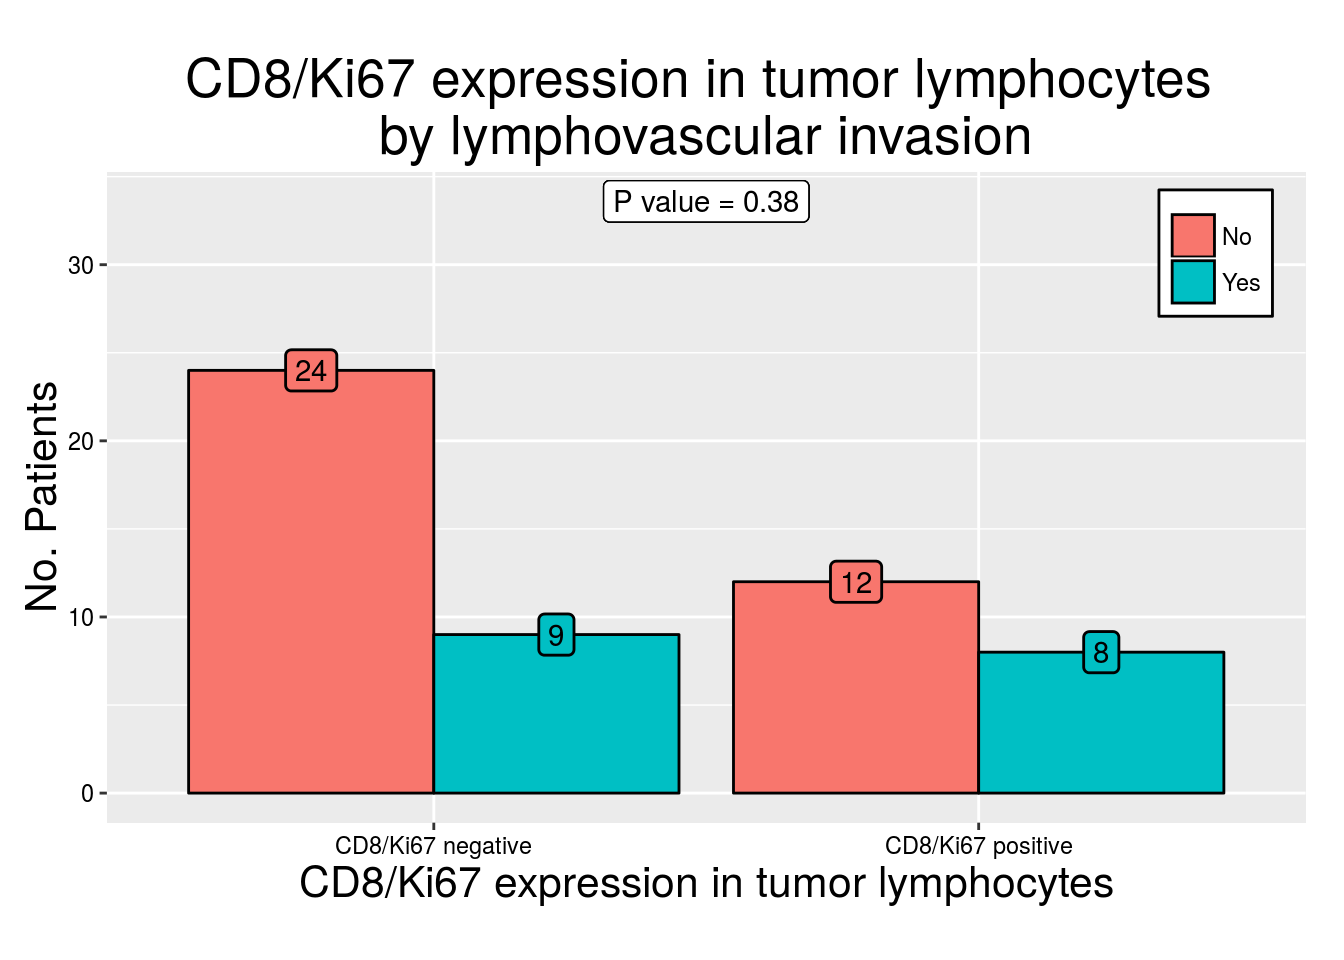 CD8/Ki67 expression in tumor lymphocytes
by lymphovascular invasion
P value = 0.38
No
Yes
No. Patients
30
20
10
0
24
9
12
8
CD8/Ki67 negative
CD8/Ki67 positive
CD8/Ki67 expression in tumor lymphocytes